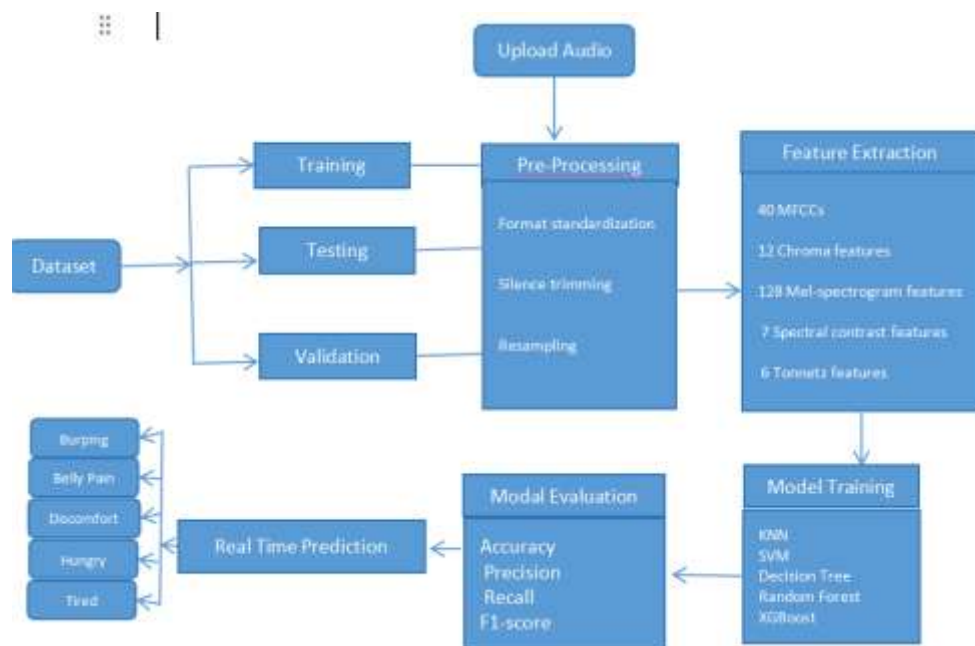 Upload Audio
Training
Testing
Validation
Dataset
Pre-Processing
Format standardization
Silence trimming
Resampling
Feature Extraction
40 MFCCs
12 Chroma features
128 Mel-spectrogram features
7 Spectral contrast features
6 Tonnetz features
Model Training
KNN
SVM
Decision Tree
Random Forest
XGBoost
Modal Evaluation
Accuracy
Precision
Recall
F1-score
Real Time Prediction
Burping
Belly Pain
Discomfort
Hungry
Tired